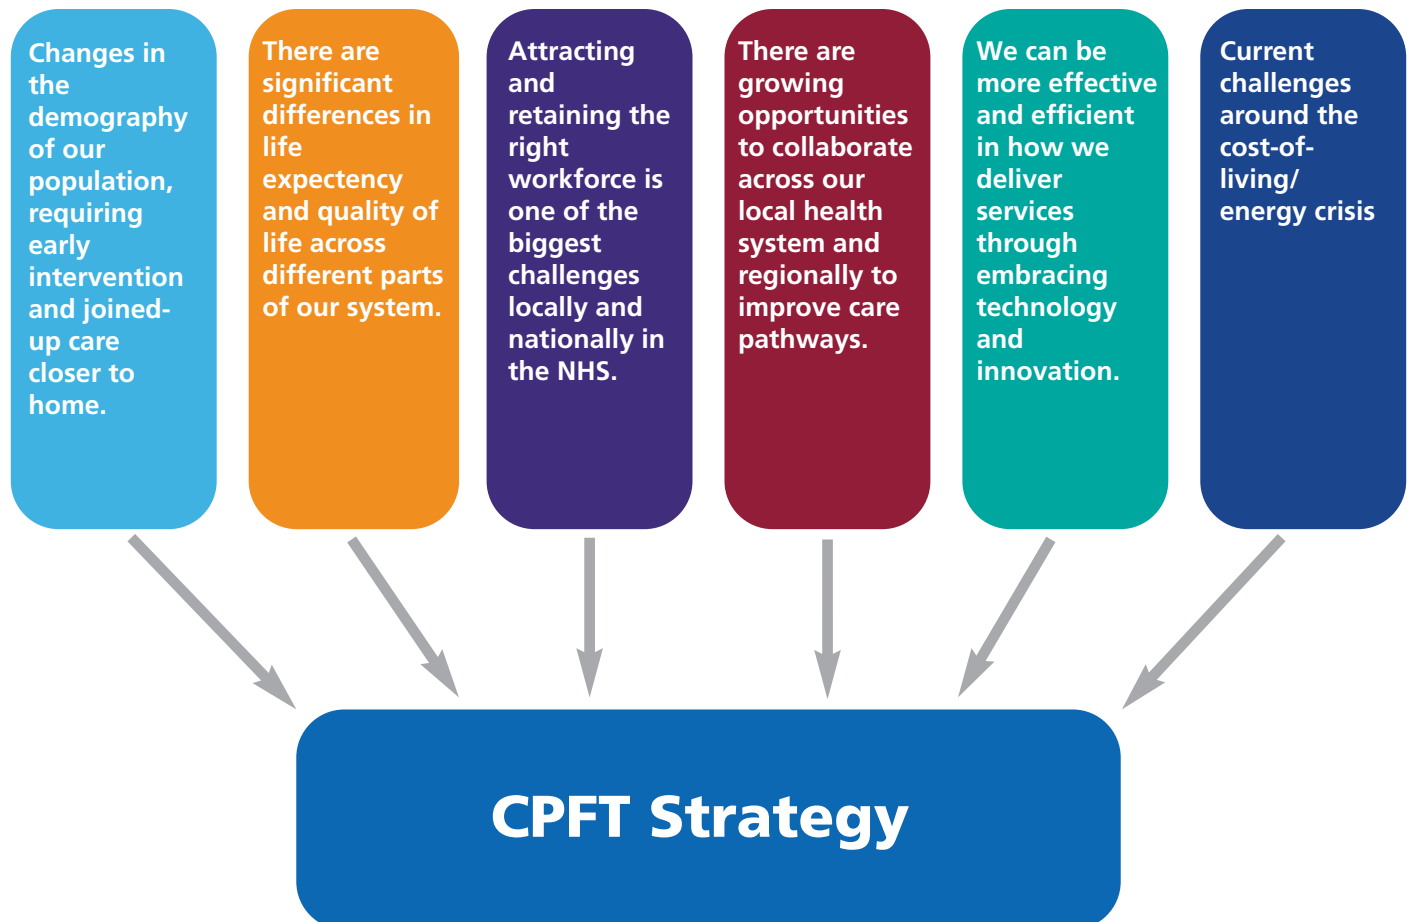 Changes in
the
demography
of our
population,
requiring
early
intervention
and joined-
up care
closer to
home.
There are
significant
differences in
life
expectency
and quality of
life across
different parts
of our system.
Attracting
and
retaining the
right
workforce is
one of the
biggest
challenges
locally and
nationally in
the NHS.
There are
growing
opportunities
to collaborate
across our
local health
system and
regionally to
improve care
pathways.
We can be
more effective
and efficient
in how we
deliver
services
through
embracing
technology
and
innovation.
Current
challenges
around the
cost-of-
living/
energy crisis
CPFT Strategy